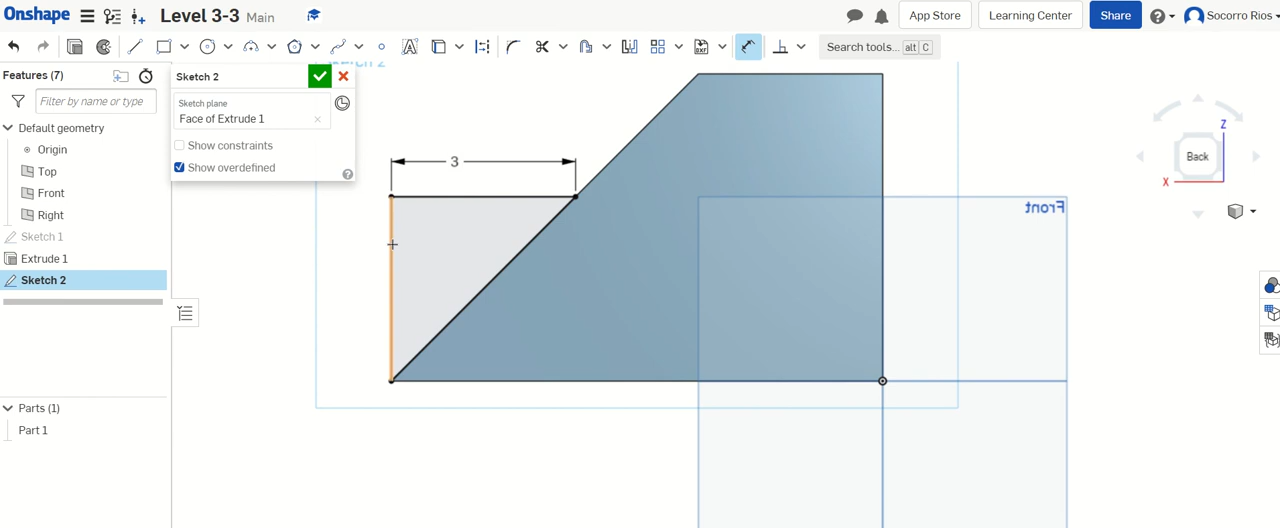 Onshape Level 3-3 Main App Store Learning Center Share Socorro Rios
Search tools... alt C
Features (7)
Filter by name or type
Default geometry
Origin
Top
Front
Right
Sketch 1
Extrude 1
Sketch 2
Parts (1)
Part 1
Sketch 2
Sketch plane
Face of Extrude 1
Show constraints
Show overdefined
Sketch 2
3
Front
Z
Back
X